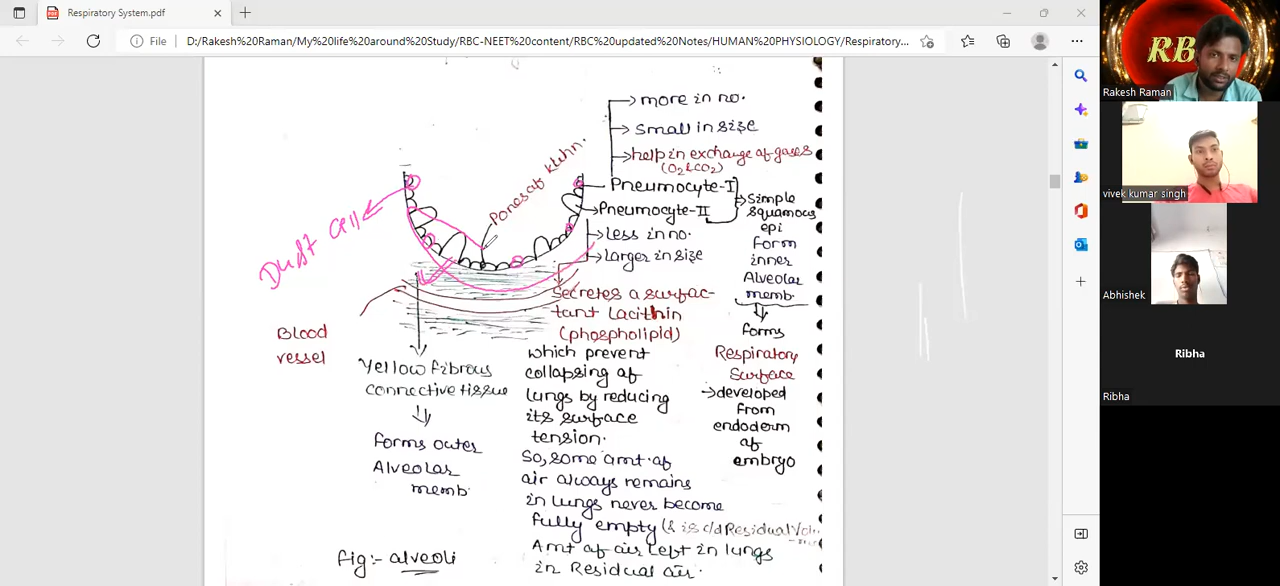 Respiratory System.pdf
File
D:/Rakesh%20Raman/My%20life%20around%20Study/RBC-NEET%20content/RBC%20updated%20Notes/HUMAN%20PHYSIOLOGY/Respiratory...
more in no.
small in size
help in exchange of gases
(O2 & CO2)
Pneumocyte-I
Pneumocyte-II
Less in no.
Larger in size
Simple
squamous
epi
Form
inner
Alveolar
memb.
forms
Respiratory
Surface
developed
from
endoderm
of
embryo
Pones of Kuhn.
Dust Cell
Blood
vessel
Secretes a surfac-
tant Lacithin
(phospholipid)
which prevent
collapsing of
lungs by reducing
its surface
tension.
So, some amt. of
air always remains
in lungs never become
fully empty (& is c/d Residual
Amt of air left in lungs
in Residual air.
Yellow fibrous
connective tissue
Forms outer
Alveolar
memb.
Fig:- alveoli
RB
Rakesh Raman
vivek kumar singh
Abhishek
Ribha
Ribha